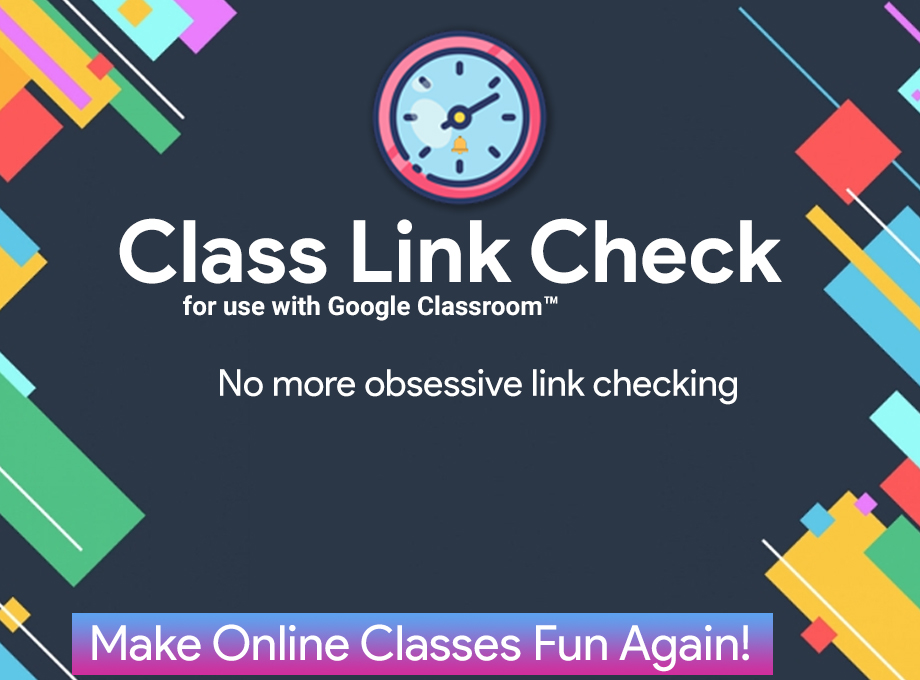 Class Link Check
for use with Google Classroom™
No more obsessive link checking
Make Online Classes Fun Again!